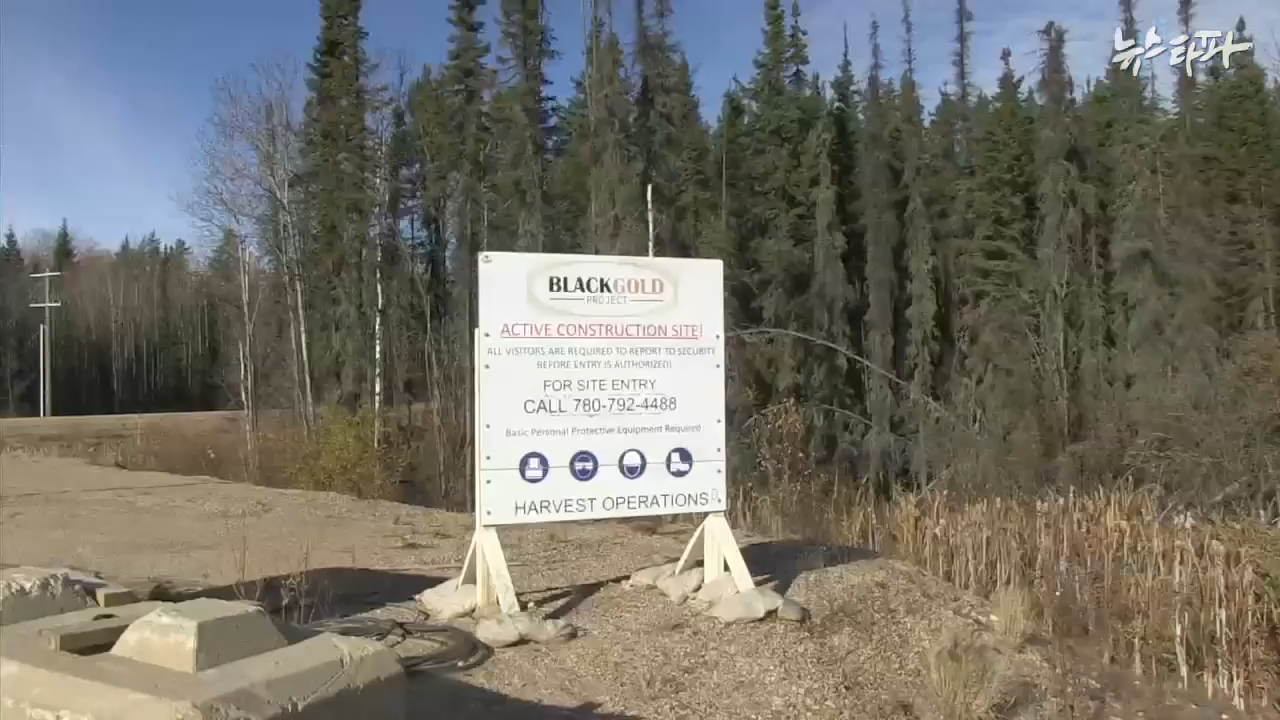 뉴스타파
BLACKGOLD
PROJECT
ACTIVE CONSTRUCTION SITE!
ALL VISITORS ARE REQUIRED TO REPORT TO SECURITY
BEFORE ENTRY IS AUTHORIZED!
FOR SITE ENTRY
CALL 780-792-4488
Basic Personal Protective Equipment Required
HARVEST OPERATIONS